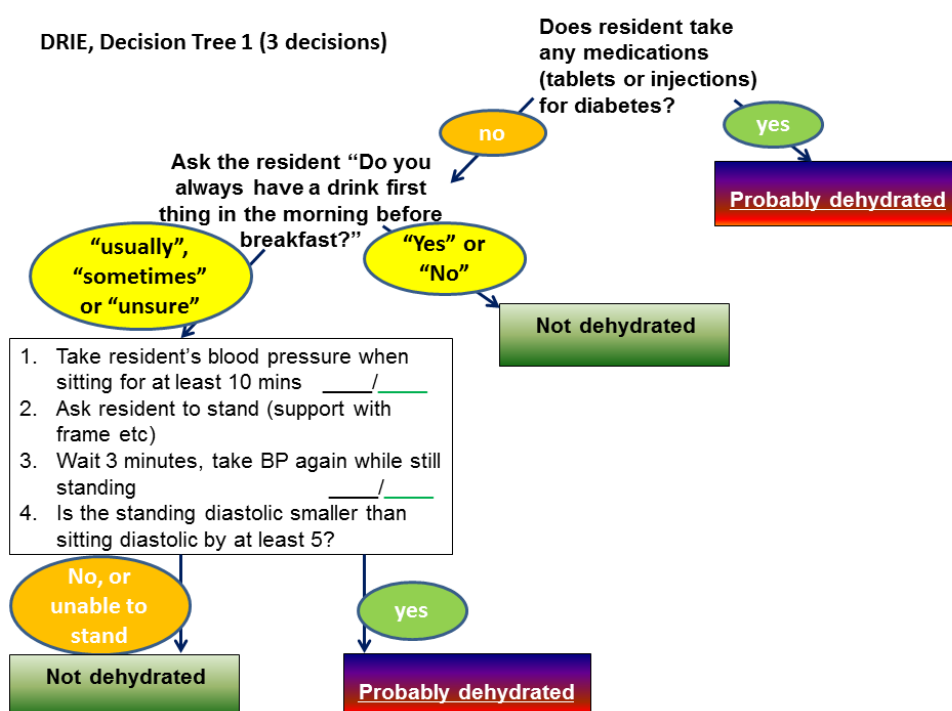 DRIE, Decision Tree 1 (3 decisions)
Does resident take
any medications
(tablets or injections)
for diabetes?
no
yes
Probably dehydrated
Ask the resident “Do you
always have a drink first
thing in the morning before
breakfast?”
“usually”,
“sometimes”
or “unsure”
“Yes” or
“No”
Not dehydrated
1. Take resident’s blood pressure when
sitting for at least 10 mins ____/____
2. Ask resident to stand (support with
frame etc)
3. Wait 3 minutes, take BP again while still
standing ____/____
4. Is the standing diastolic smaller than
sitting diastolic by at least 5?
No, or
unable to
stand
yes
Not dehydrated
Probably dehydrated